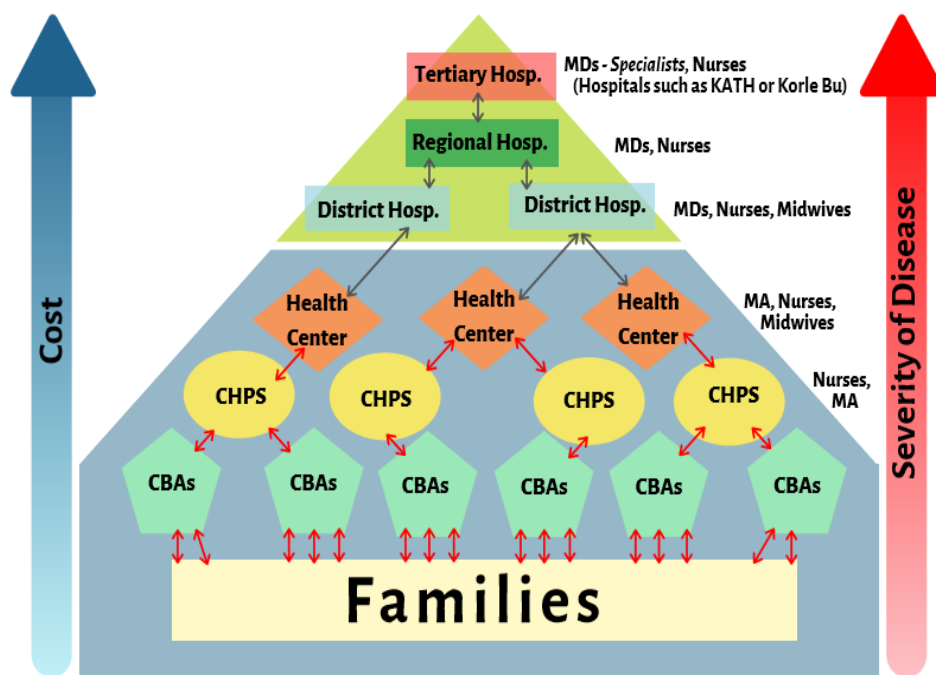 Tertiary Hosp.
MDs - Specialists, Nurses
(Hospitals such as KATH or Korle Bu)
Regional Hosp.
MDs, Nurses
District Hosp.
District Hosp.
MDs, Nurses, Midwives
Health
Center
Health
Center
Health
Center
MA, Nurses,
Midwives
CHPS
CHPS
CHPS
CHPS
Nurses,
MA
CBAs
CBAs
CBAs
CBAs
CBAs
CBAs
Families
Cost
Severity of Disease